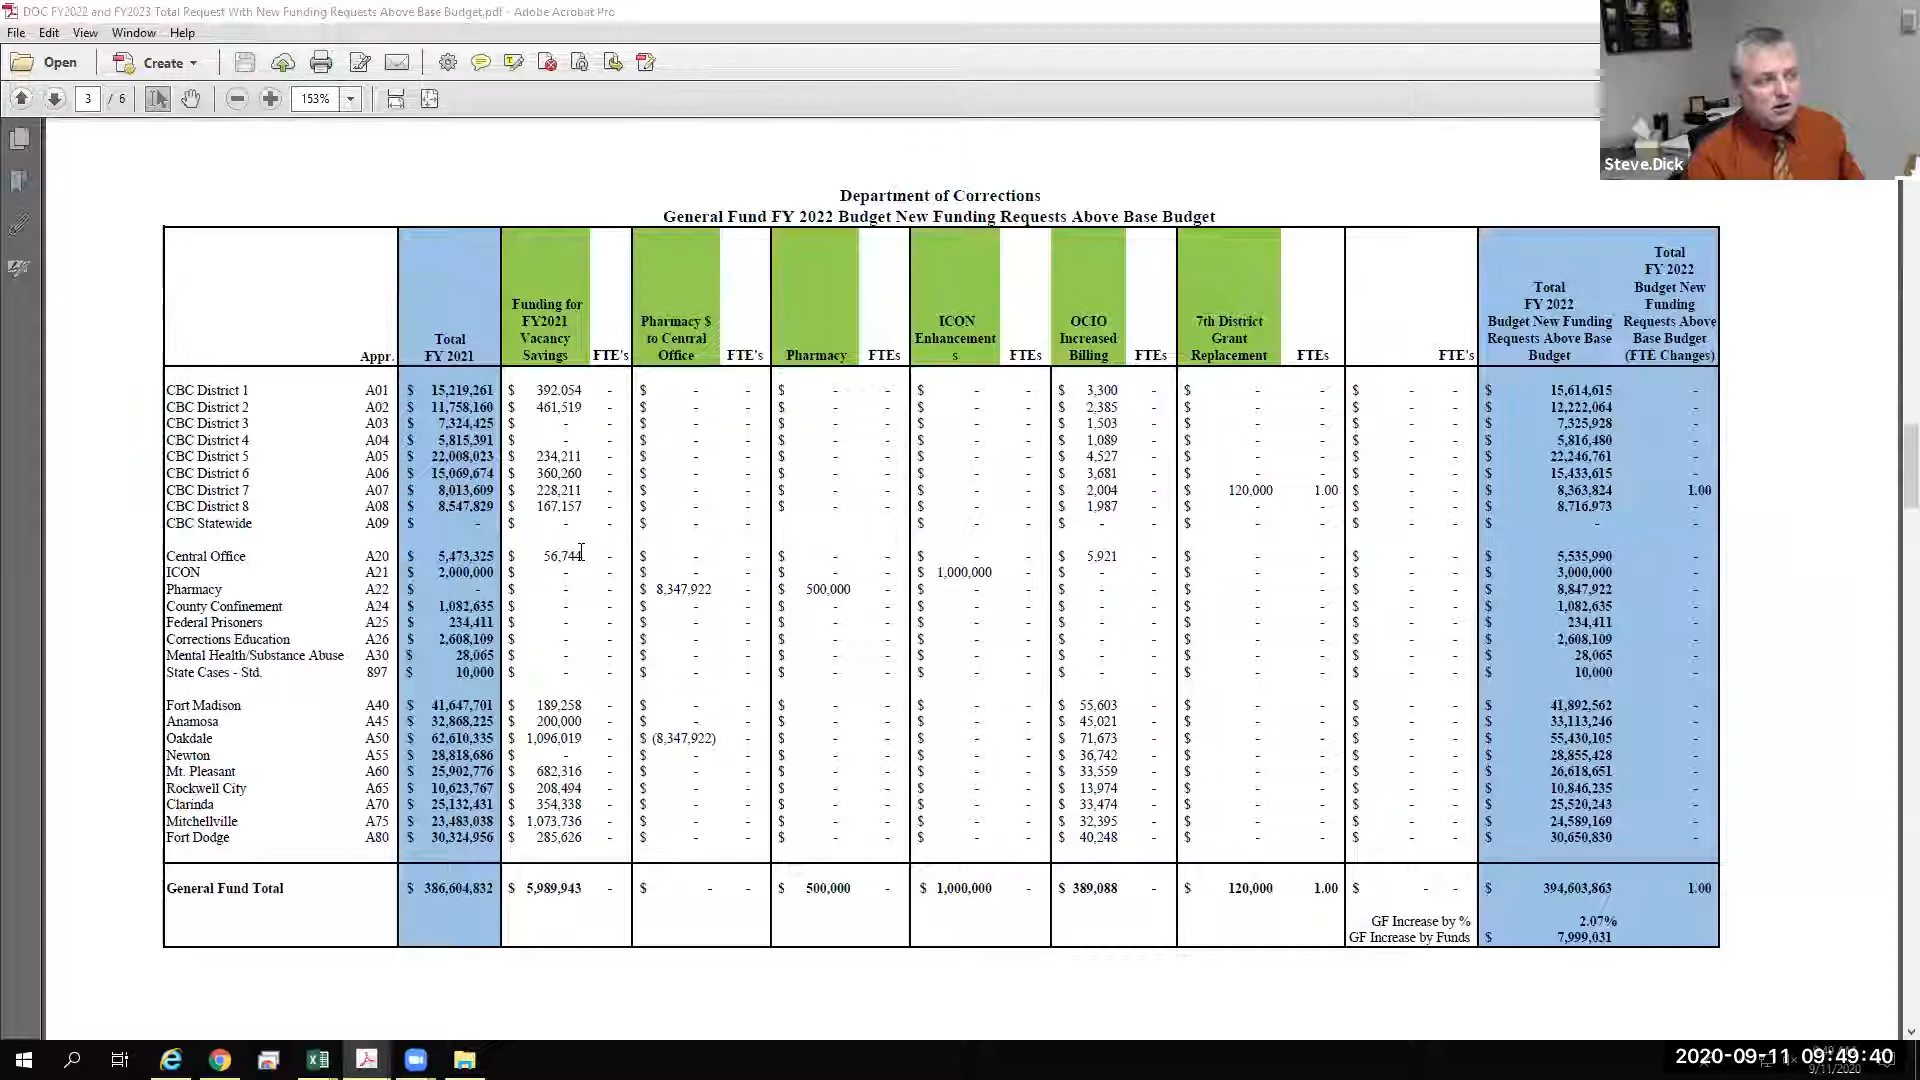 DOC FY2022 and FY2023 Total Request With New Funding Requests Above Base Budget.pdf - Adobe Acrobat Pro
File Edit View Window Help
Open Create
3 / 6 153%
Steve.Dick
Department of Corrections
General Fund FY 2022 Budget New Funding Requests Above Base Budget
Appr. Total FY 2021 Funding for FY2021 Vacancy Savings FTE's Pharmacy $ to Central Office FTE's Pharmacy FTEs ICON Enhancements FTEs OCIO Increased Billing FTEs 7th District Grant Replacement FTEs FTE's Total FY 2022 Budget New Funding Requests Above Base Budget Total FY 2022 Budget New Funding Requests Above Base Budget (FTE Changes)
CBC District 1 A01 $ 15,219,261 $ 392,054 - $ - - $ - - $ - - $ 3,300 - $ - - $ - - $ 15,614,615 -
CBC District 2 A02 $ 11,758,160 $ 461,519 - $ - - $ - - $ - - $ 2,385 - $ - - $ - - $ 12,222,064 -
CBC District 3 A03 $ 7,324,425 $ - - $ - - $ - - $ - - $ 1,503 - $ - - $ - - $ 7,325,928 -
CBC District 4 A04 $ 5,815,391 $ - - $ - - $ - - $ - - $ 1,089 - $ - - $ - - $ 5,816,480 -
CBC District 5 A05 $ 22,008,023 $ 234,211 - $ - - $ - - $ - - $ 4,527 - $ - - $ - - $ 22,246,761 -
CBC District 6 A06 $ 15,069,674 $ 360,260 - $ - - $ - - $ - - $ 3,681 - $ - - $ - - $ 15,433,615 -
CBC District 7 A07 $ 8,013,609 $ 228,211 - $ - - $ - - $ - - $ 2,004 - $ 120,000 1.00 $ - - $ 8,363,824 1.00
CBC District 8 A08 $ 8,547,829 $ 167,157 - $ - - $ - - $ - - $ 1,987 - $ - - $ - - $ 8,716,973 -
CBC Statewide A09 $ - $ - - $ - $ - - $ - - $ - - $ - - $ - -
Central Office A20 $ 5,473,325 $ 56,744 - $ - - $ - - $ - - $ 5,921 - $ - - $ - - $ 5,535,990 -
ICON A21 $ 2,000,000 $ - - $ - - $ - - $ 1,000,000 - $ - - $ - - $ - - $ 3,000,000 -
Pharmacy A22 $ - $ - - $ 8,347,922 - $ 500,000 - $ - - $ - - $ - - $ - - $ 8,847,922 -
County Confinement A24 $ 1,082,635 $ - - $ - - $ - - $ - - $ - - $ - - $ - - $ 1,082,635 -
Federal Prisoners A25 $ 234,411 $ - - $ - - $ - - $ - - $ - - $ - - $ - - $ 234,411 -
Corrections Education A26 $ 2,608,109 $ - - $ - - $ - - $ - - $ - - $ - - $ - - $ 2,608,109 -
Mental Health/Substance Abuse A30 $ 28,065 $ - - $ - - $ - - $ - - $ - - $ - - $ - - $ 28,065 -
State Cases - Std. 897 $ 10,000 $ - - $ - - $ - - $ - - $ - - $ - - $ - - $ 10,000 -
Fort Madison A40 $ 41,647,701 $ 189,258 - $ - - $ - - $ - - $ 55,603 - $ - - $ - - $ 41,892,562 -
Anamosa A45 $ 32,868,225 $ 200,000 - $ - - $ - - $ - - $ 45,021 - $ - - $ - - $ 33,113,246 -
Oakdale A50 $ 62,610,335 $ 1,096,019 - $ (8,347,922) - $ - - $ - - $ 71,673 - $ - - $ - - $ 55,430,105 -
Newton A55 $ 28,818,686 $ - - $ - - $ - - $ - - $ 36,742 - $ - - $ - - $ 28,855,428 -
Mt. Pleasant A60 $ 25,902,776 $ 682,316 - $ - - $ - - $ - - $ 33,559 - $ - - $ - - $ 26,618,651 -
Rockwell City A65 $ 10,623,767 $ 208,494 - $ - - $ - - $ - - $ 13,974 - $ - - $ - - $ 10,846,235 -
Clarinda A70 $ 25,132,431 $ 354,338 - $ - - $ - - $ - - $ 33,474 - $ - - $ - - $ 25,520,243 -
Mitchellville A75 $ 23,483,038 $ 1,073,736 - $ - - $ - - $ - - $ 32,395 - $ - - $ - - $ 24,589,169 -
Fort Dodge A80 $ 30,324,956 $ 285,626 - $ - - $ - - $ - - $ 40,248 - $ - - $ - - $ 30,650,830 -
General Fund Total $ 386,604,832 $ 5,989,943 - $ - - $ 500,000 - $ 1,000,000 - $ 389,088 - $ 120,000 1.00 $ - - $ 394,603,863 1.00
GF Increase by % 2.07%
GF Increase by Funds $ 7,999,031
2020-09-11 09:49:40
9/11/2020